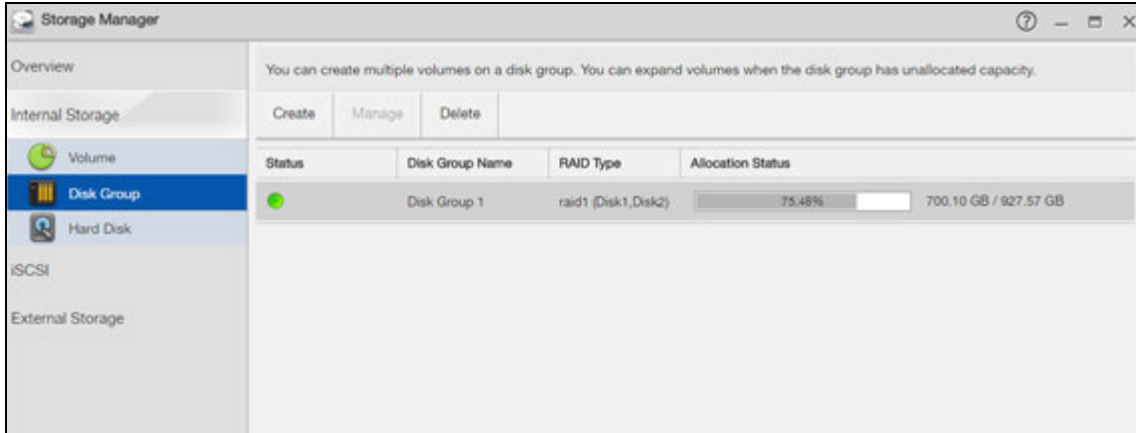 Storage Manager
Overview
You can create multiple volumes on a disk group. You can expand volumes when the disk group has unallocated capacity.
Internal Storage
Create Manage Delete
Volume
Status Disk Group Name RAID Type Allocation Status
Disk Group
Disk Group 1 raid1 (Disk1,Disk2) 75.48% 700.10 GB / 927.57 GB
Hard Disk
iSCSI
External Storage